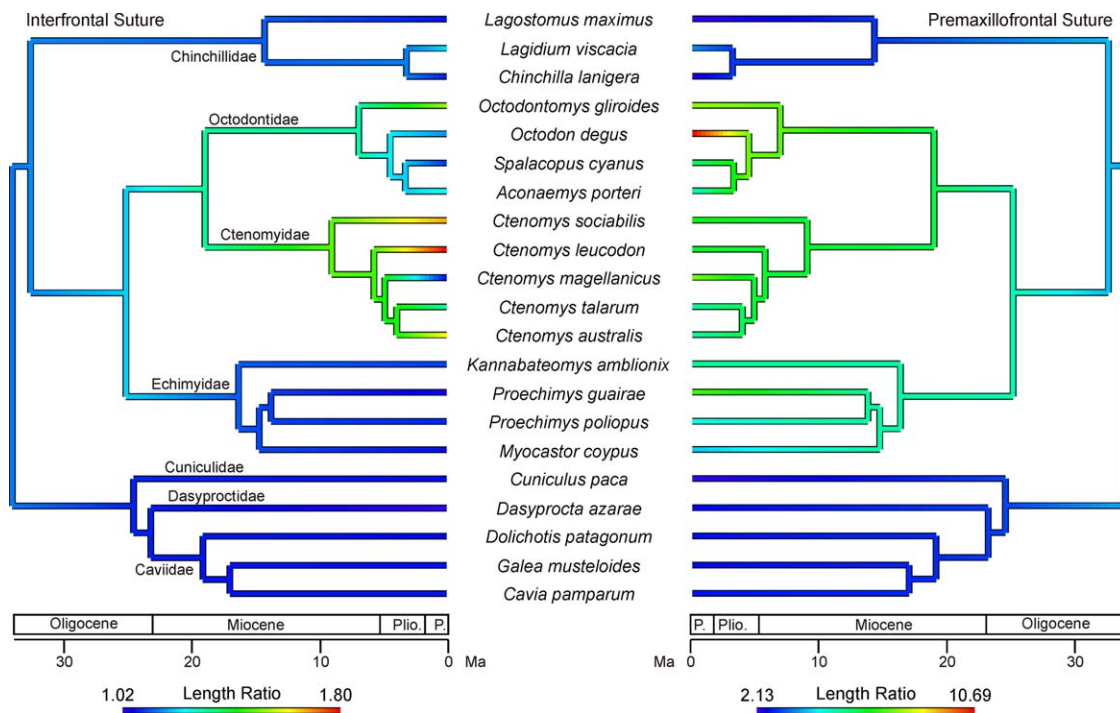 Interfrontal Suture
Premaxillofrontal Suture
Lagostomus maximus
Lagidium viscacia
Chinchillidae
Chinchilla lanigera
Octodontomys gliroides
Octodontidae
Octodon degus
Spalacopus cyanus
Aconaemys porteri
Ctenomys sociabilis
Ctenomyidae
Ctenomys leucodon
Ctenomys magellanicus
Ctenomys talarum
Ctenomys australis
Kannabateomys amblionix
Echimyidae
Proechimys guairae
Proechimys poliopus
Myocastor coypus
Cuniculidae
Cuniculus paca
Dasyproctidae
Dasyprocta azarae
Dolichotis patagonum
Caviidae
Galea musteloides
Cavia pamparum
Oligocene Miocene Plio. P.
P. Plio. Miocene Oligocene
30 20 10 0 Ma
Ma 0 10 20 30
1.02 Length Ratio 1.80
2.13 Length Ratio 10.69